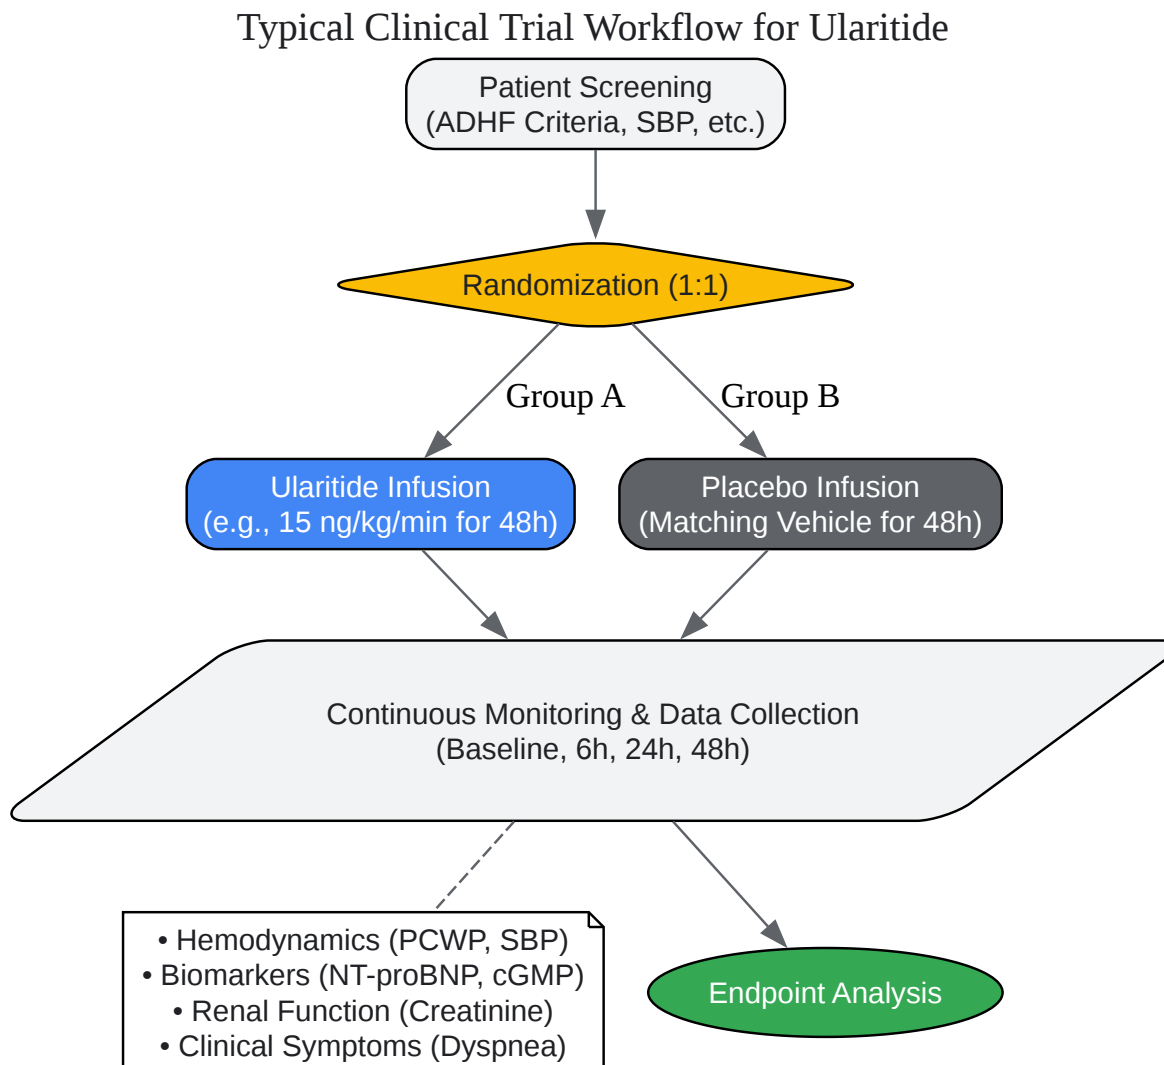 Typical Clinical Trial Workflow for Ularitide
Patient Screening
(ADHF Criteria, SBP, etc.)
Randomization (1:1)
Group A
Group B
Ularitide Infusion
(e.g., 15 ng/kg/min for 48h)
Placebo Infusion
(Matching Vehicle for 48h)
Continuous Monitoring & Data Collection
(Baseline, 6h, 24h, 48h)
• Hemodynamics (PCWP, SBP)
• Biomarkers (NT-proBNP, cGMP)
• Renal Function (Creatinine)
• Clinical Symptoms (Dyspnea)
Endpoint Analysis